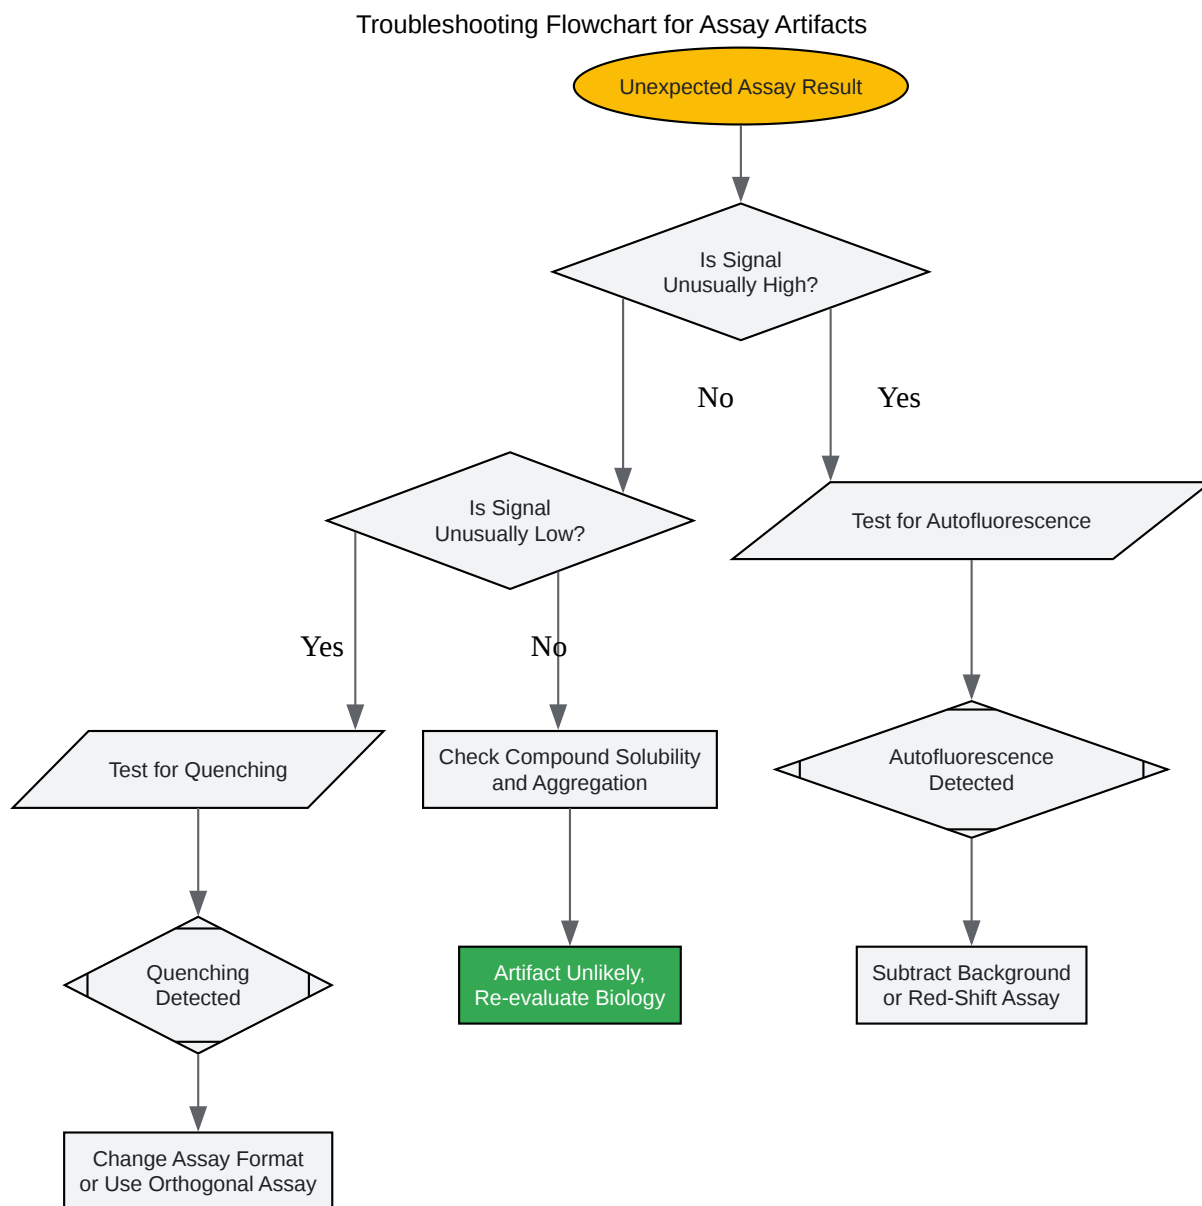 Troubleshooting Flowchart for Assay Artifacts
Unexpected Assay Result
Is Signal
Unusually High?
No
Yes
Is Signal
Unusually Low?
Test for Autofluorescence
Yes
No
Test for Quenching
Check Compound Solubility
and Aggregation
Autofluorescence
Detected
Quenching
Detected
Artifact Unlikely,
Re-evaluate Biology
Subtract Background
or Red-Shift Assay
Change Assay Format
or Use Orthogonal Assay